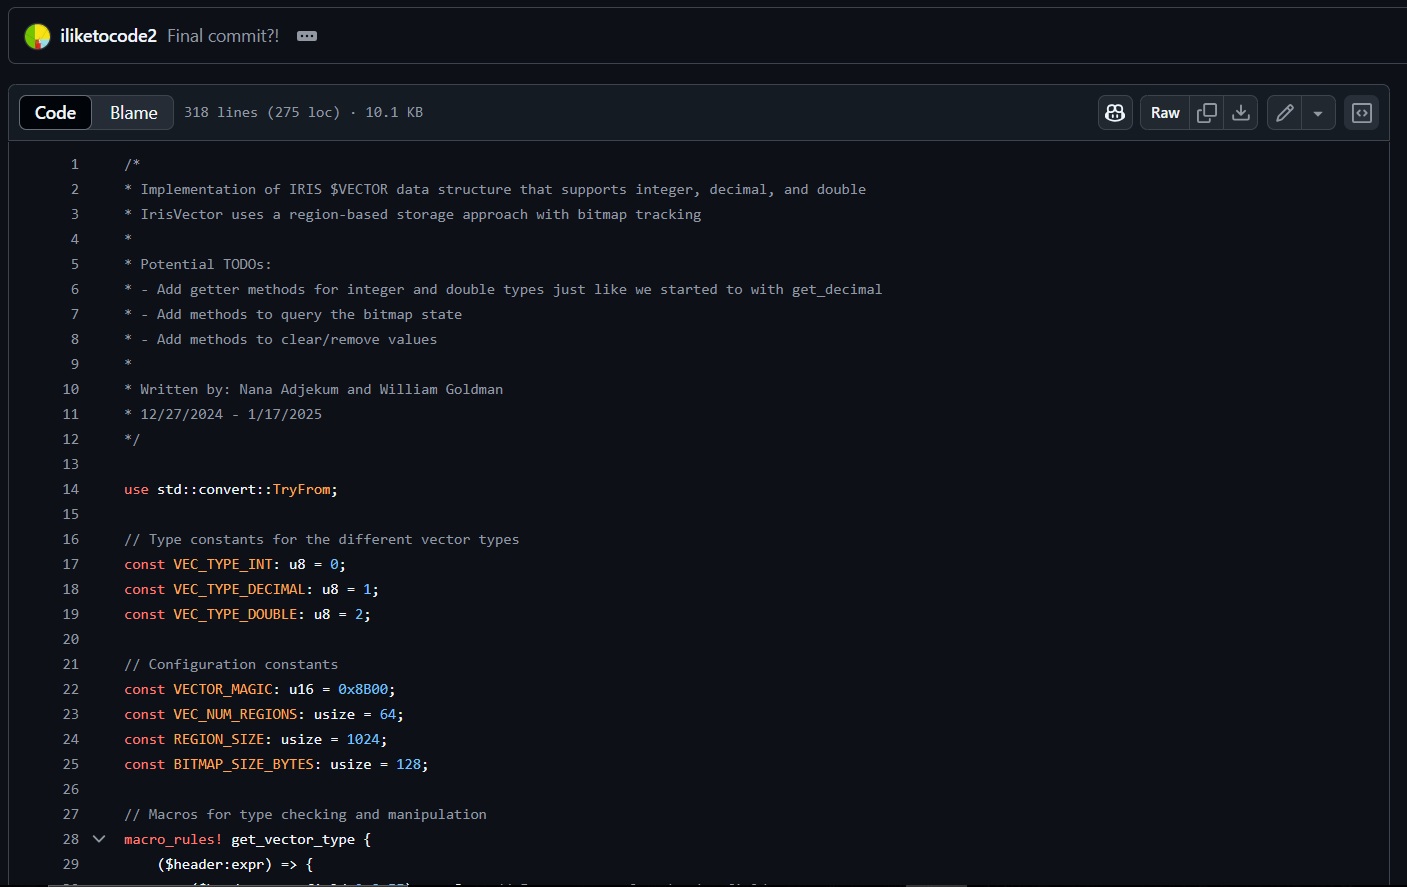 iliketocode2 Final commit?!
Code Blame 318 lines (275 loc) · 10.1 KB Raw
1 /*
2 * Implementation of IRIS $VECTOR data structure that supports integer, decimal, and double
3 * IrisVector uses a region-based storage approach with bitmap tracking
4 *
5 * Potential TODOs:
6 * - Add getter methods for integer and double types just like we started to with get_decimal
7 * - Add methods to query the bitmap state
8 * - Add methods to clear/remove values
9 *
10 * Written by: Nana Adjekum and William Goldman
11 * 12/27/2024 - 1/17/2025
12 */
13
14 use std::convert::TryFrom;
15
16 // Type constants for the different vector types
17 const VEC_TYPE_INT: u8 = 0;
18 const VEC_TYPE_DECIMAL: u8 = 1;
19 const VEC_TYPE_DOUBLE: u8 = 2;
20
21 // Configuration constants
22 const VECTOR_MAGIC: u16 = 0x8B00;
23 const VEC_NUM_REGIONS: usize = 64;
24 const REGION_SIZE: usize = 1024;
25 const BITMAP_SIZE_BYTES: usize = 128;
26
27 // Macros for type checking and manipulation
28 macro_rules! get_vector_type {
29 ($header:expr) => {